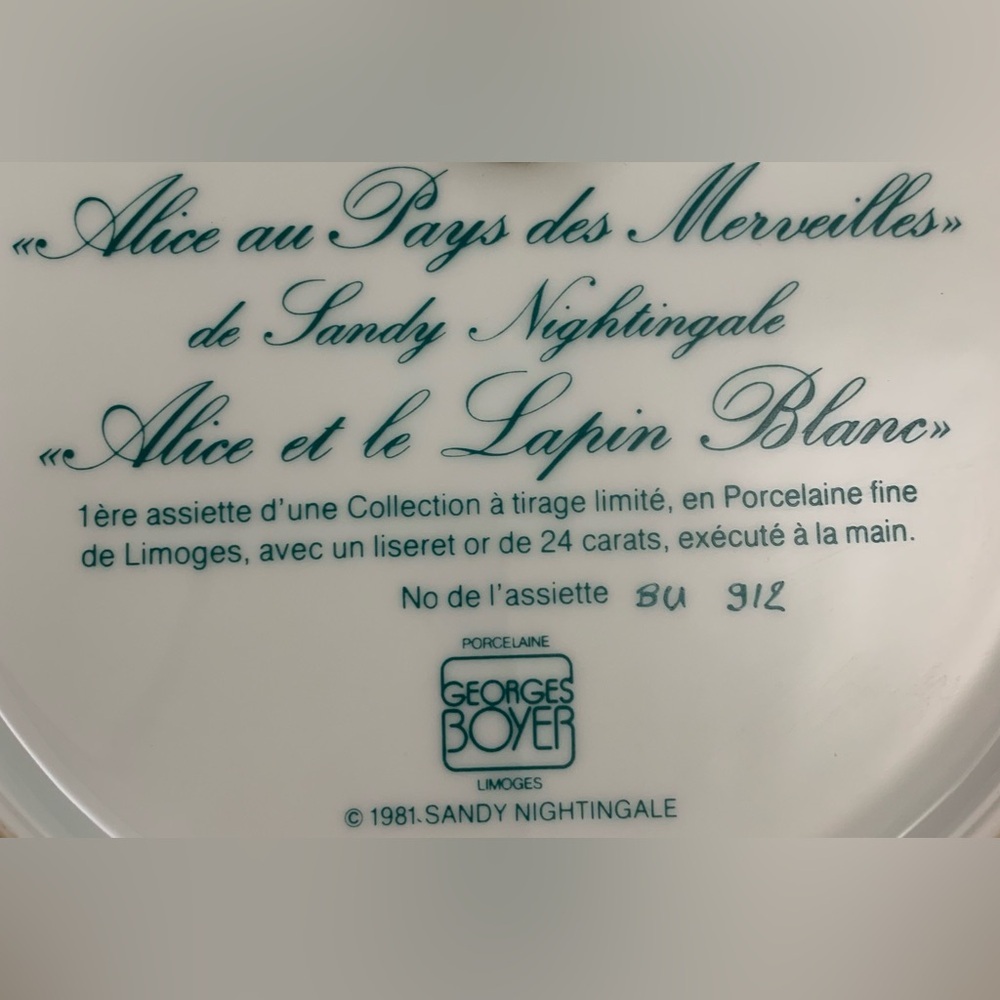 «Alice au Pays des Merveilles»
de Sandy Nightingale
«Alice et le Lapin Blanc»
1ère assiette d'une Collection à tirage limité, en Porcelaine fine
de Limoges, avec un liseret or de 24 carats, exécuté à la main.
No de l'assiette BU 912
PORCELAINE
GEORGES
BOYER
LIMOGES
© 1981 SANDY NIGHTINGALE